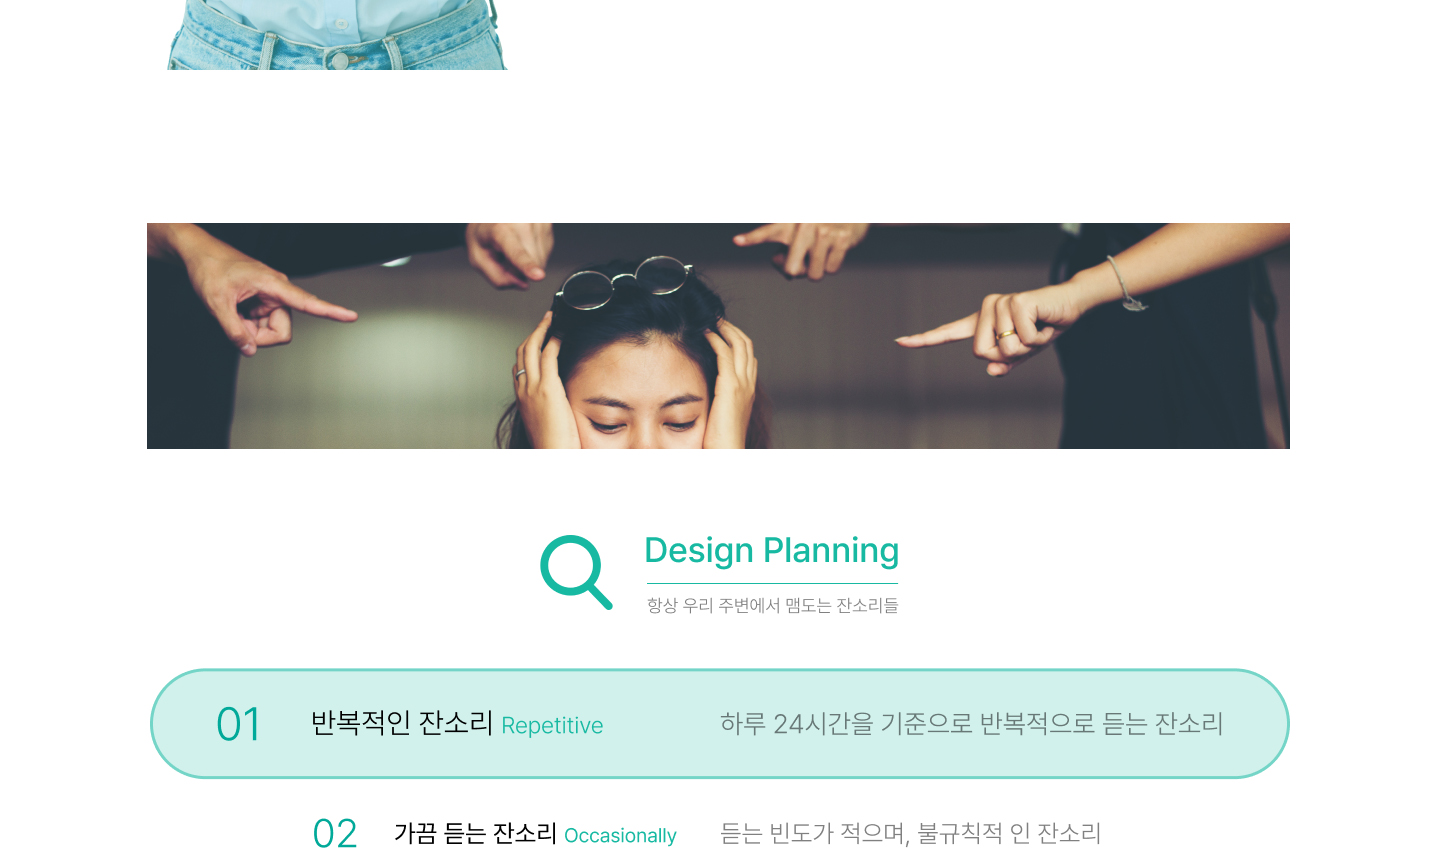 Design Planning
항상 우리 주변에서 맴도는 잔소리들
01 반복적인 잔소리 Repetitive 하루 24시간을 기준으로 반복적으로 듣는 잔소리
02 가끔 듣는 잔소리 Occasionally 듣는 빈도가 적으며, 불규칙적 인 잔소리